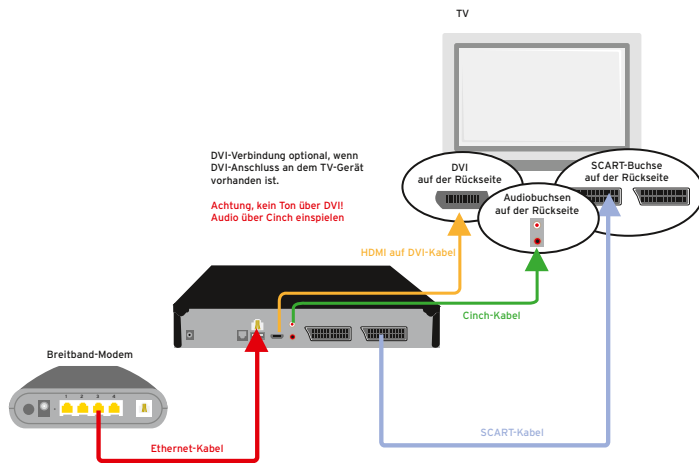 TV
DVI-Verbindung optional, wenn
DVI-Anschluss an dem TV-Gerät
vorhanden ist.
Achtung, kein Ton über DVI!
Audio über Cinch einspielen
DVI
auf der Rückseite
SCART-Buchse
auf der Rückseite
Audiobuchsen
auf der Rückseite
HDMI auf DVI-Kabel
Cinch-Kabel
Breitband-Modem
1 2 3 4
Ethernet-Kabel
SCART-Kabel